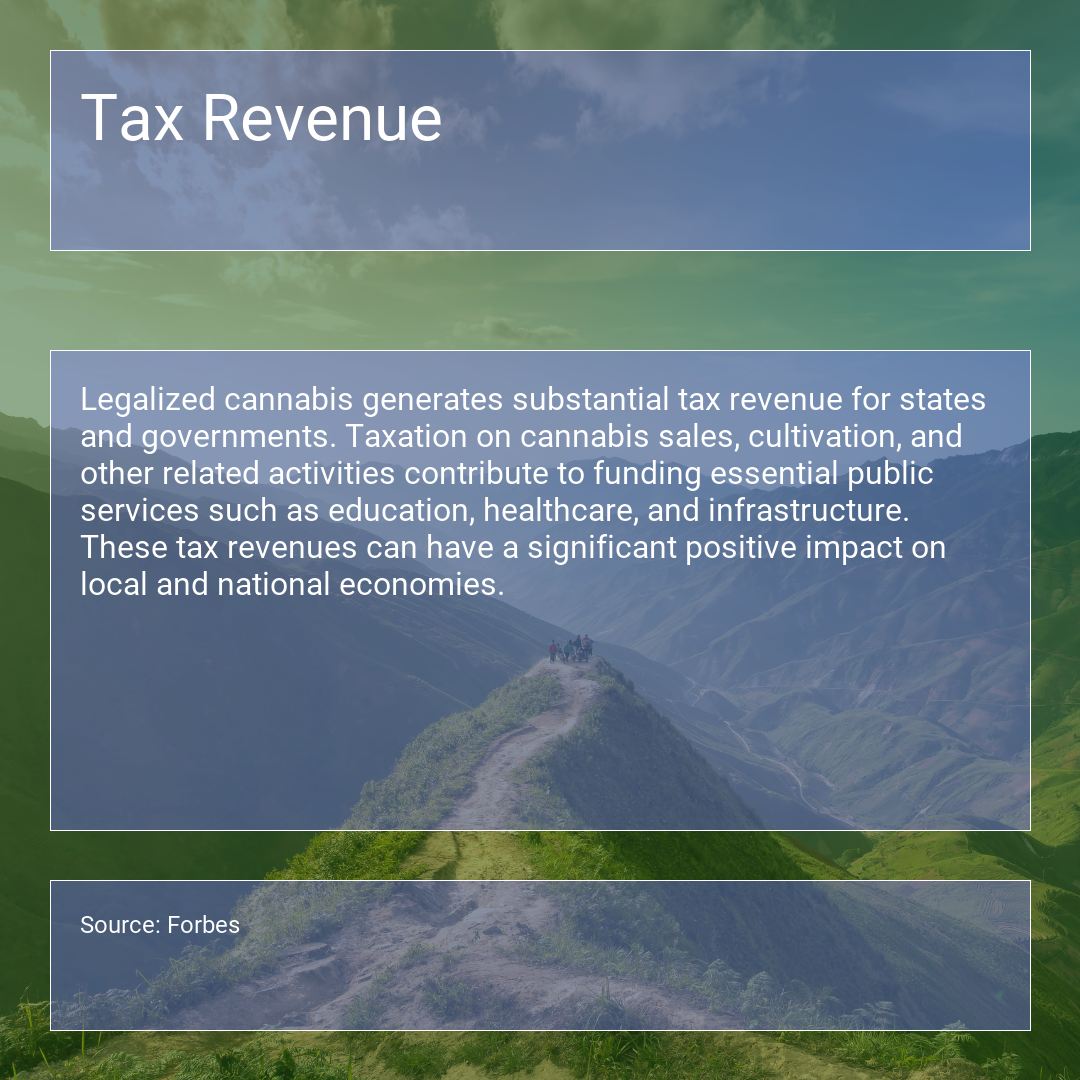 Tax Revenue
Legalized cannabis generates substantial tax revenue for states
and governments. Taxation on cannabis sales, cultivation, and
other related activities contribute to funding essential public
services such as education, healthcare, and infrastructure.
These tax revenues can have a significant positive impact on
local and national economies.
Source: Forbes